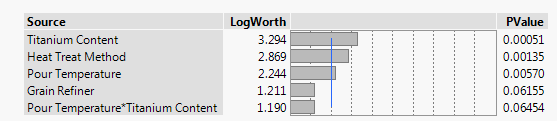 Source LogWorth PValue
Titanium Content 3.294 0.00051
Heat Treat Method 2.869 0.00135
Pour Temperature 2.244 0.00570
Grain Refiner 1.211 0.06155
Pour Temperature*Titanium Content 1.190 0.06454